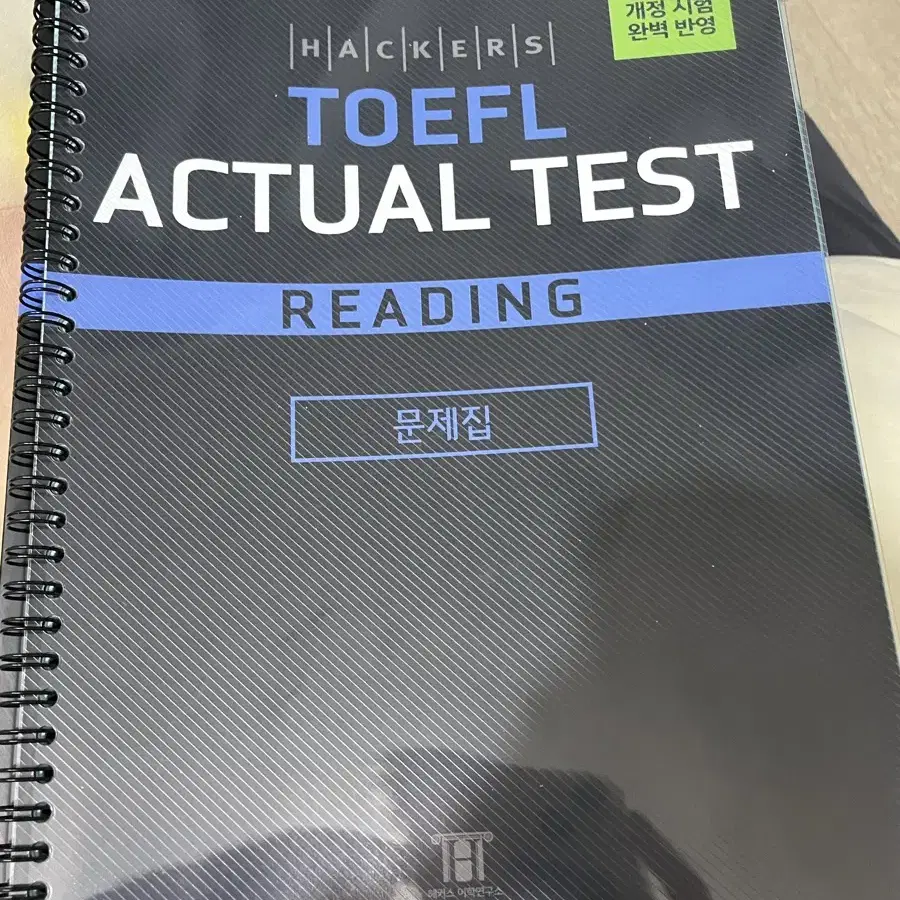 개정 시험
완벽 반영
HACKERS
TOEFL
ACTUAL TEST
READING
문제집
해커스 어학연구소